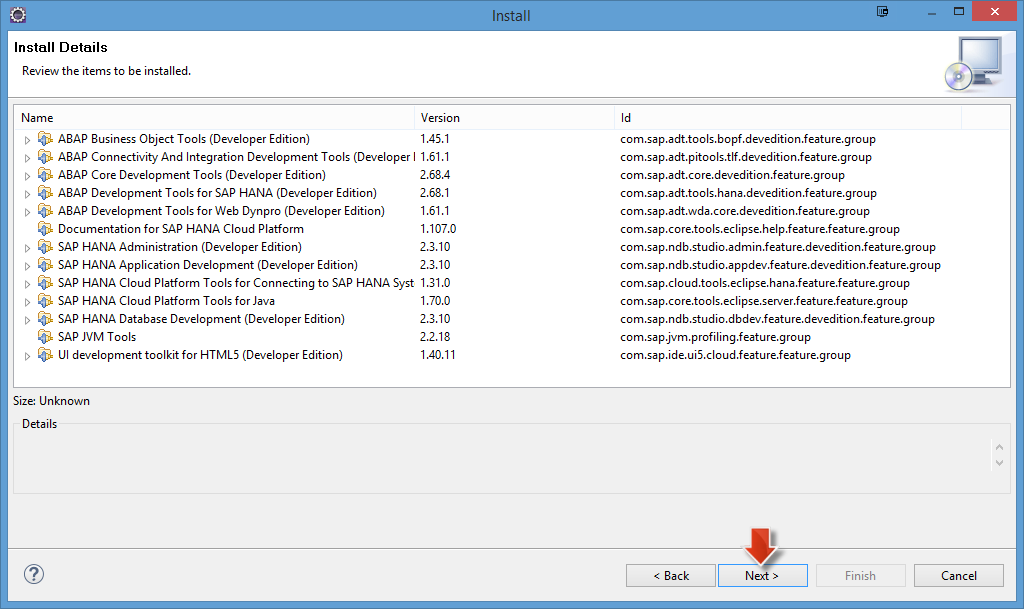 Install
Install Details
Review the items to be installed.
Name Version Id
ABAP Business Object Tools (Developer Edition) 1.45.1 com.sap.adt.tools.bopf.devedition.feature.group
ABAP Connectivity And Integration Development Tools (Developer 1.61.1 com.sap.adt.pitools.tlf.devedition.feature.group
ABAP Core Development Tools (Developer Edition) 2.68.4 com.sap.adt.core.devedition.feature.group
ABAP Development Tools for SAP HANA (Developer Edition) 2.68.1 com.sap.adt.tools.hana.devedition.feature.group
ABAP Development Tools for Web Dynpro (Developer Edition) 1.61.1 com.sap.adt.wda.core.devedition.feature.group
Documentation for SAP HANA Cloud Platform 1.107.0 com.sap.core.tools.eclipse.help.feature.feature.group
SAP HANA Administration (Developer Edition) 2.3.10 com.sap.ndb.studio.admin.feature.devedition.feature.group
SAP HANA Application Development (Developer Edition) 2.3.10 com.sap.ndb.studio.appdev.feature.devedition.feature.group
SAP HANA Cloud Platform Tools for Connecting to SAP HANA Syst 1.31.0 com.sap.cloud.tools.eclipse.hana.feature.feature.group
SAP HANA Cloud Platform Tools for Java 1.70.0 com.sap.core.tools.eclipse.server.feature.feature.group
SAP HANA Database Development (Developer Edition) 2.3.10 com.sap.ndb.studio.dbdev.feature.devedition.feature.group
SAP JVM Tools 2.2.18 com.sap.jvm.profiling.feature.group
UI development toolkit for HTML5 (Developer Edition) 1.40.11 com.sap.ide.ui5.cloud.feature.feature.group
Size: Unknown
Details
< Back Next > Finish Cancel